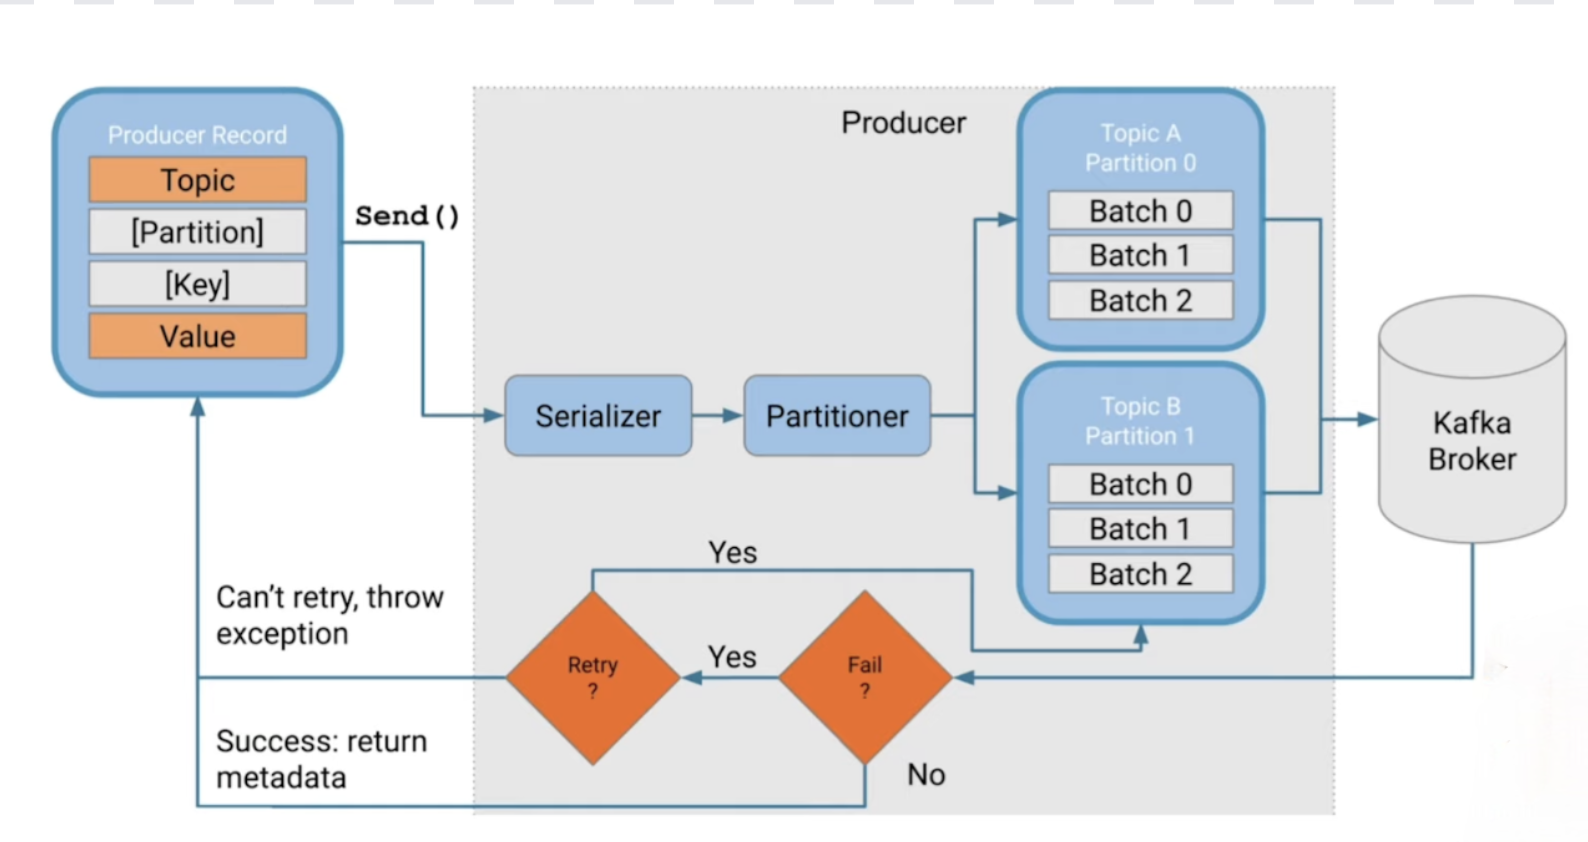 Producer Record
Topic
[Partition]
[Key]
Value
Send()
Producer
Topic A
Partition 0
Batch 0
Batch 1
Batch 2
Serializer
Partitioner
Topic B
Partition 1
Batch 0
Batch 1
Batch 2
Kafka
Broker
Yes
Can't retry, throw
exception
Retry
?
Yes
Fail
?
Success: return
metadata
No